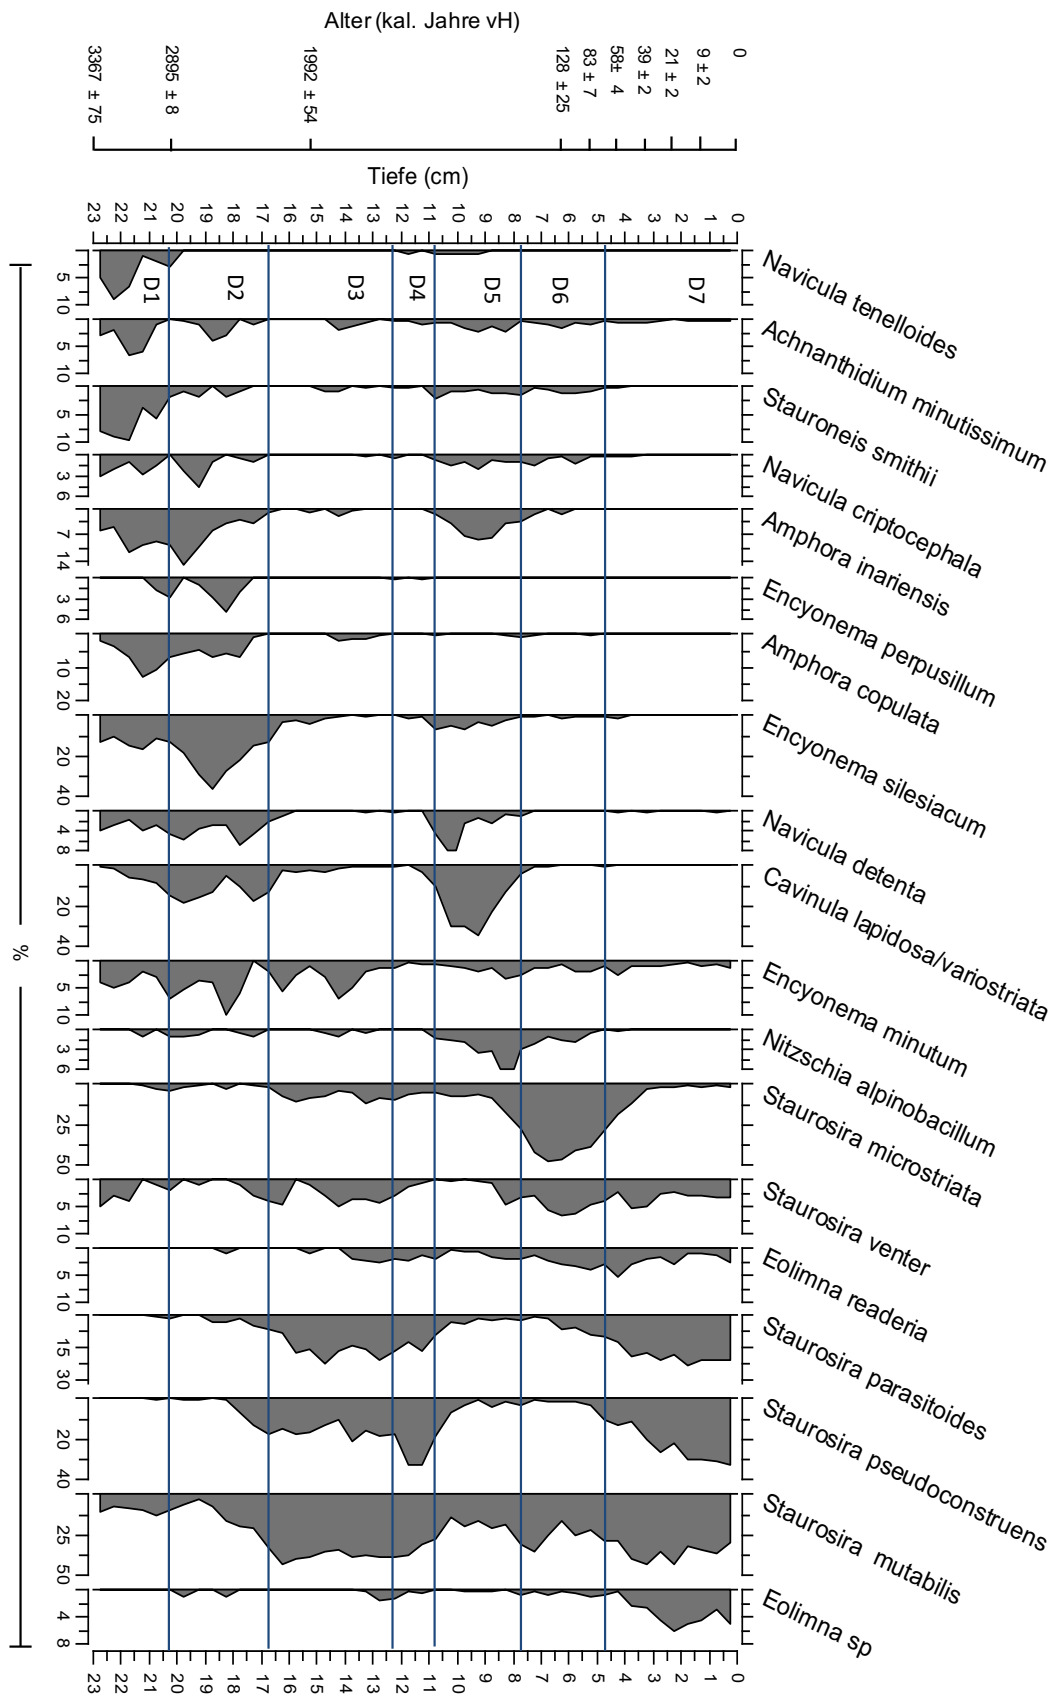 Alter (kal. Jahre vH)
3367 ± 75
2895 ± 8
1992 ± 54
128 ± 25
83 ± 7
58± 4
39 ± 2
21 ± 2
9 ± 2
0
Tiefe (cm)
23 22 21 20 19 18 17 16 15 14 13 12 11 10 9 8 7 6 5 4 3 2 1 0
D1 D2 D3 D4 D5 D6 D7
5 10
Navicula tenelloides
5 10
Achnanthidium minutissimum
5 10
Stauroneis smithii
3 6
Navicula criptocephala
7 14
Amphora inariensis
3 6
Encyonema perpusillum
10 20
Amphora copulata
20 40
Encyonema silesiacum
4 8
Navicula detenta
20 40
Cavinula lapidosa/variostriata
5 10
Encyonema minutum
3 6
Nitzschia alpinobacillum
25 50
Staurosira microstriata
5 10
Staurosira venter
5 10
Eolimna readeria
15 30
Staurosira parasitoides
20 40
Staurosira pseudoconstruens
25 50
Staurosira mutabilis
4 8
Eolimna sp
%
23 22 21 20 19 18 17 16 15 14 13 12 11 10 9 8 7 6 5 4 3 2 1 0